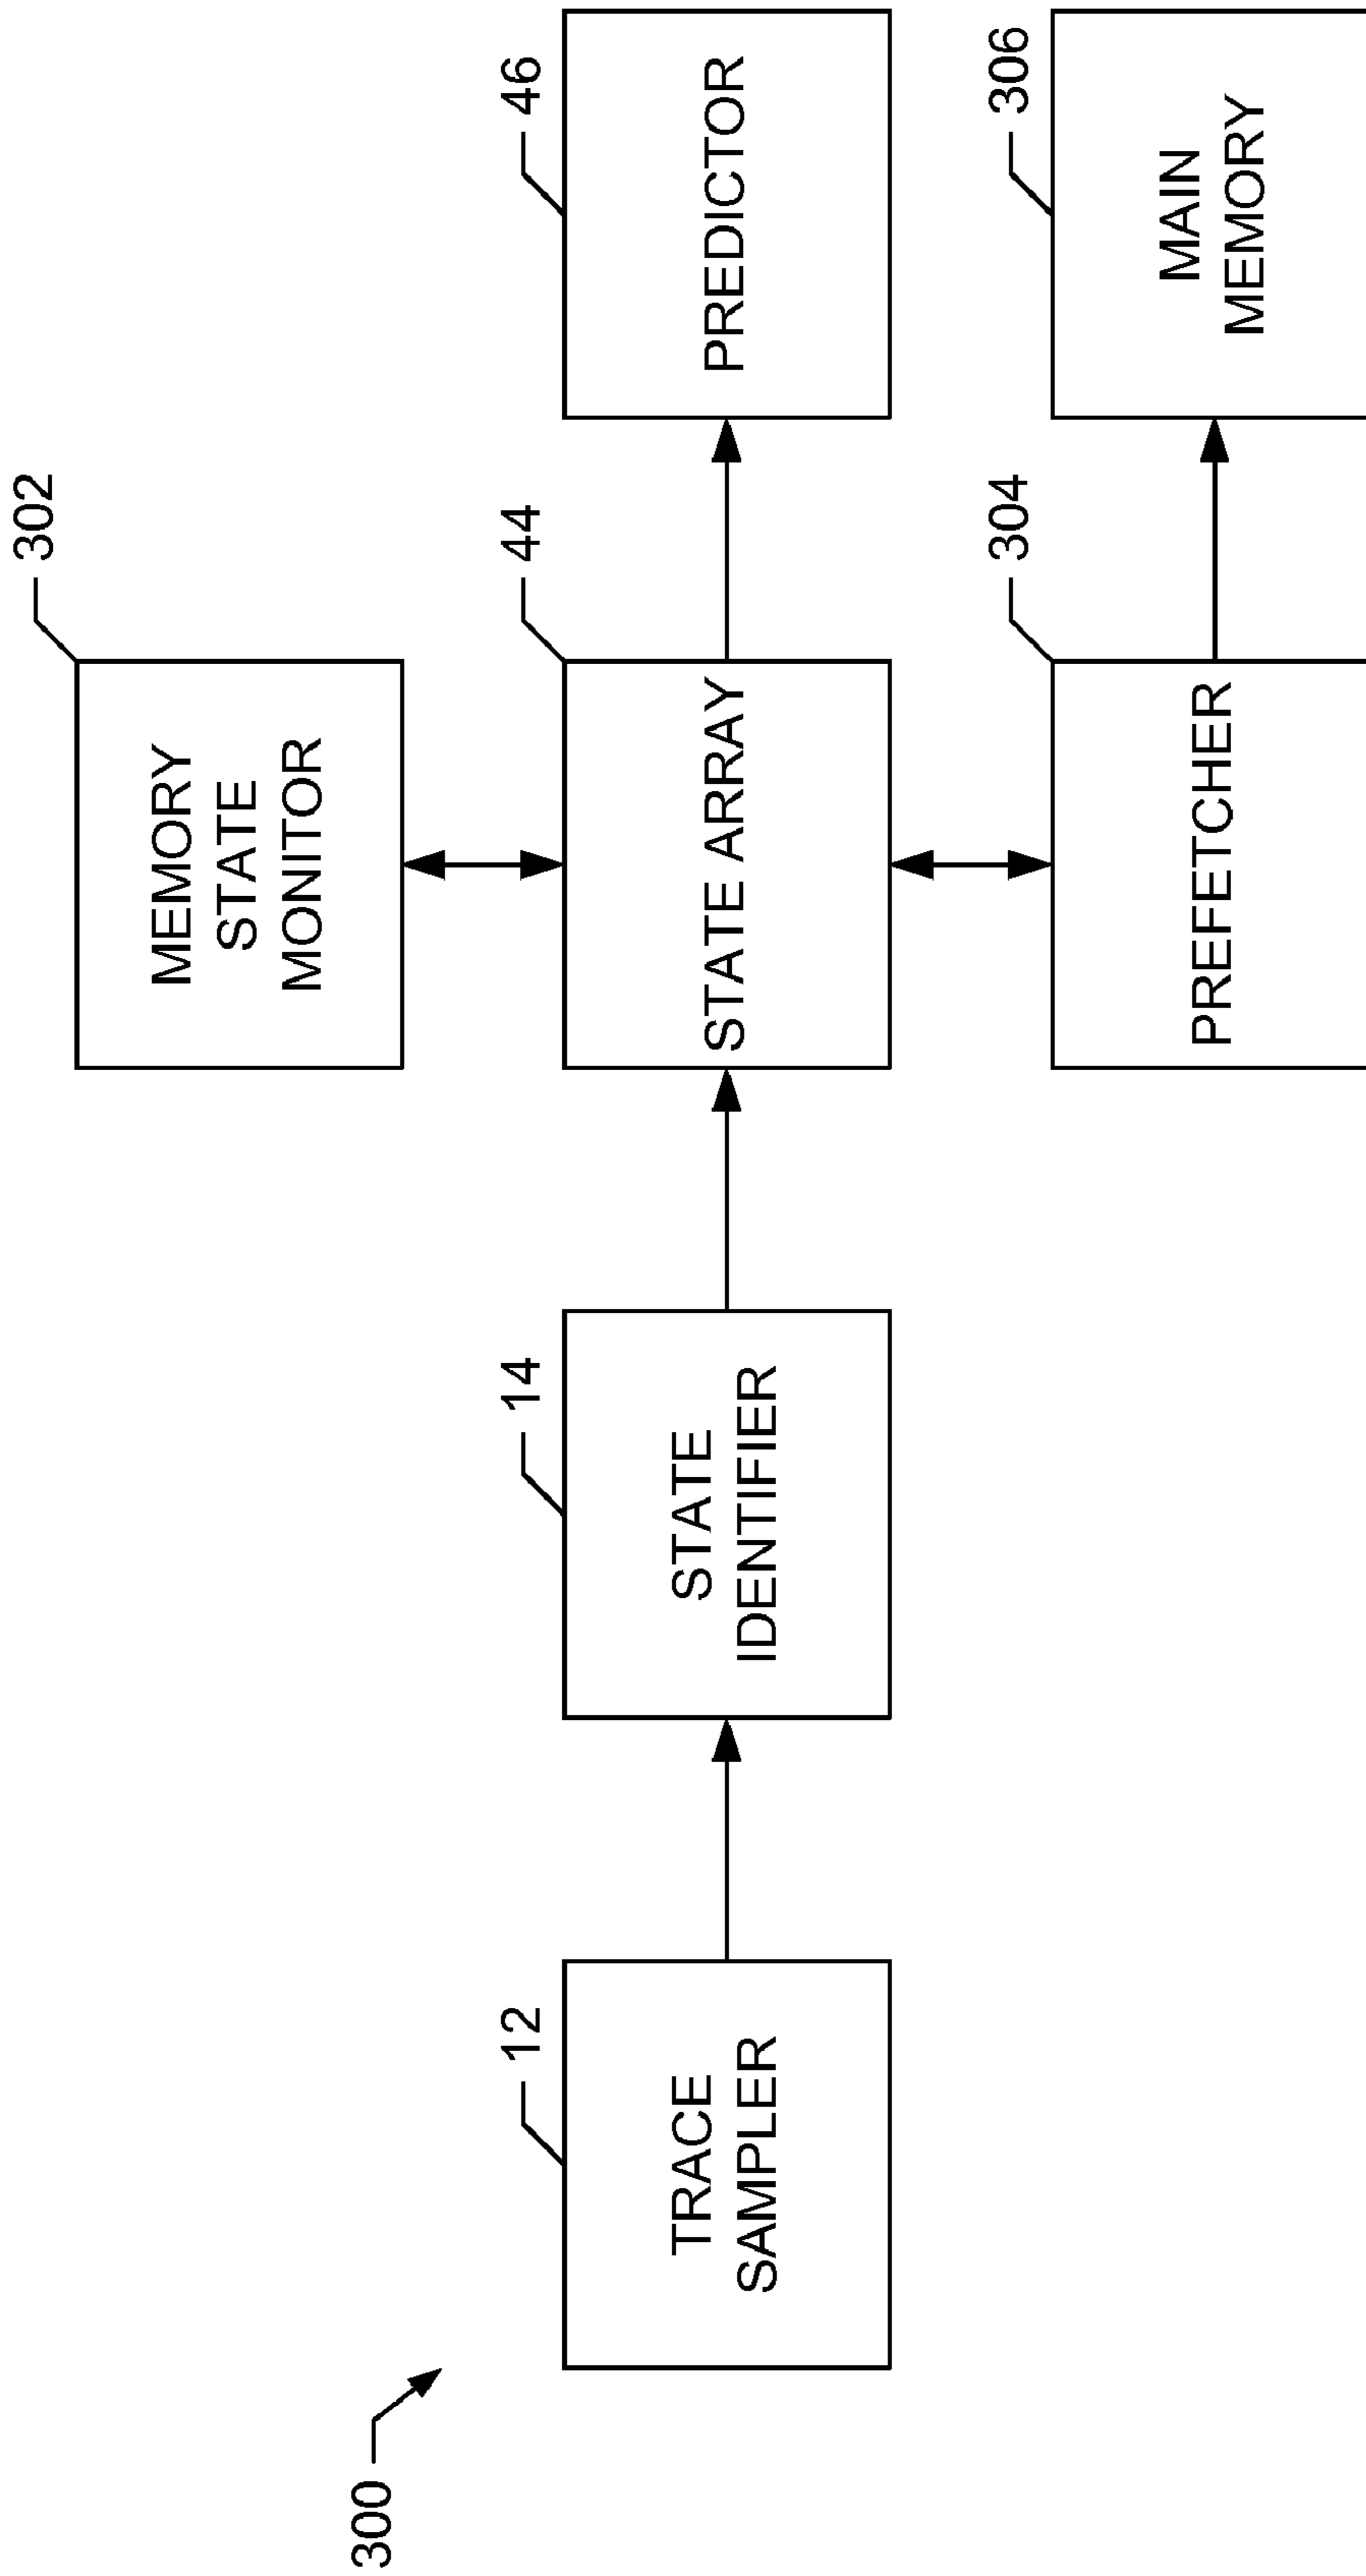 302
MEMORY
STATE
MONITOR
300
12
TRACE
SAMPLER
14
STATE
IDENTIFIER
44
STATE ARRAY
46
PREDICTOR
304
PREFETCHER
306
MAIN
MEMORY